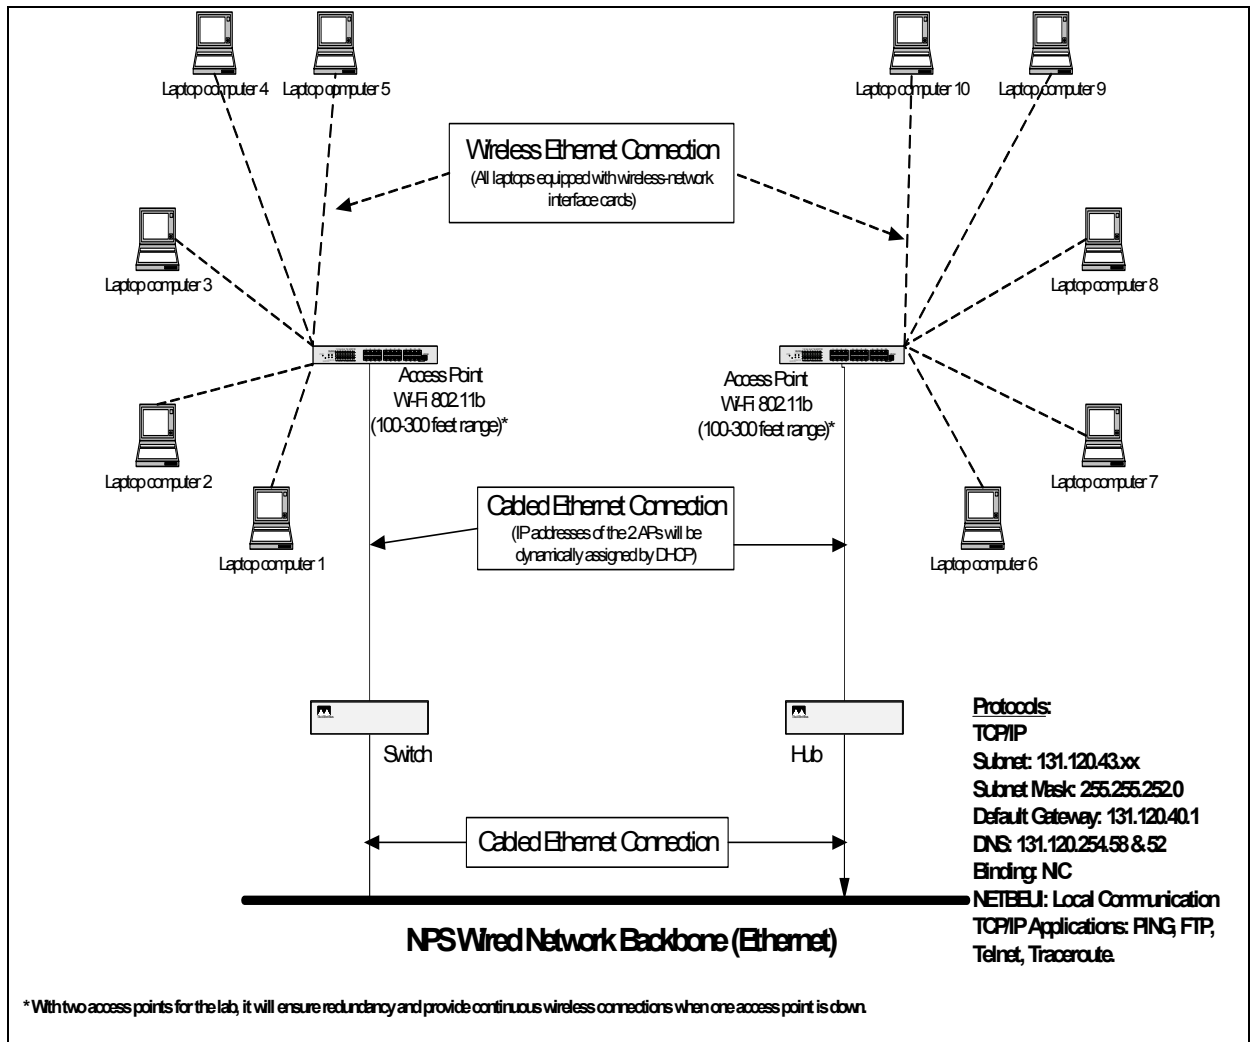 Laptop computer 4
Laptop computer 5
Laptop computer 10
Laptop computer 9
Wireless Ethernet Connection
(All laptops equipped with wireless-network
interface cards)
Laptop computer 3
Laptop computer 8
Access Point
Wi-Fi 802.11b
(100-300 feet range)*
Access Point
Wi-Fi 802.11b
(100-300 feet range)*
Laptop computer 2
Laptop computer 7
Cabled Ethernet Connection
(IP addresses of the 2 APs will be
dynamically assigned by DHCP)
Laptop computer 1
Laptop computer 6
Switch
Hub
Protocols:
TCP/IP
Subnet: 131.120.43.xx
Subnet Mask: 255.255.252.0
Default Gateway: 131.120.40.1
DNS: 131.120.254.58 & 52
Binding: NIC
NETBEUI: Local Communication
TCP/IP Applications: PING, FTP,
Telnet, Traceroute.
Cabled Ethernet Connection
NPS Wired Network Backbone (Ethernet)
* With two access points for the lab, it will ensure redundancy and provide continuous wireless connections when one access point is down.